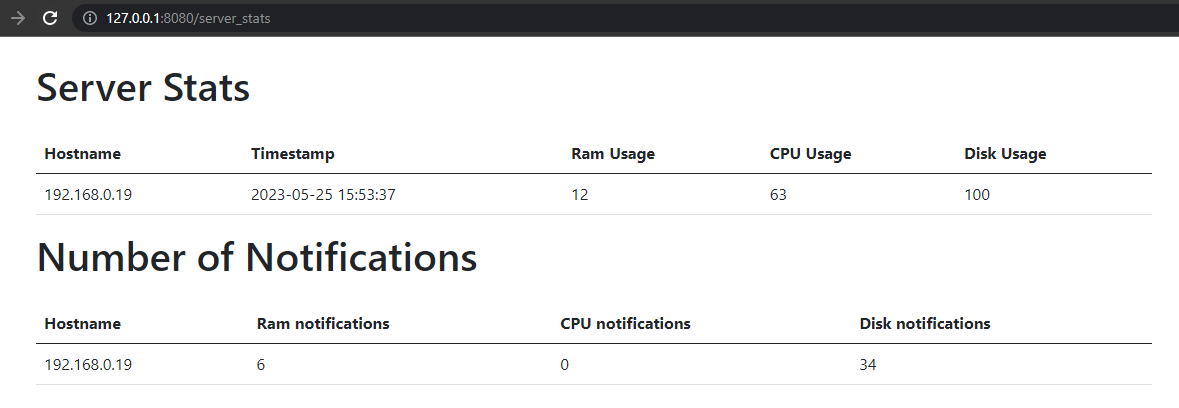 127.0.0.1:8080/server_stats
Server Stats
Hostname Timestamp Ram Usage CPU Usage Disk Usage
192.168.0.19 2023-05-25 15:53:37 12 63 100
Number of Notifications
Hostname Ram notifications CPU notifications Disk notifications
192.168.0.19 6 0 34